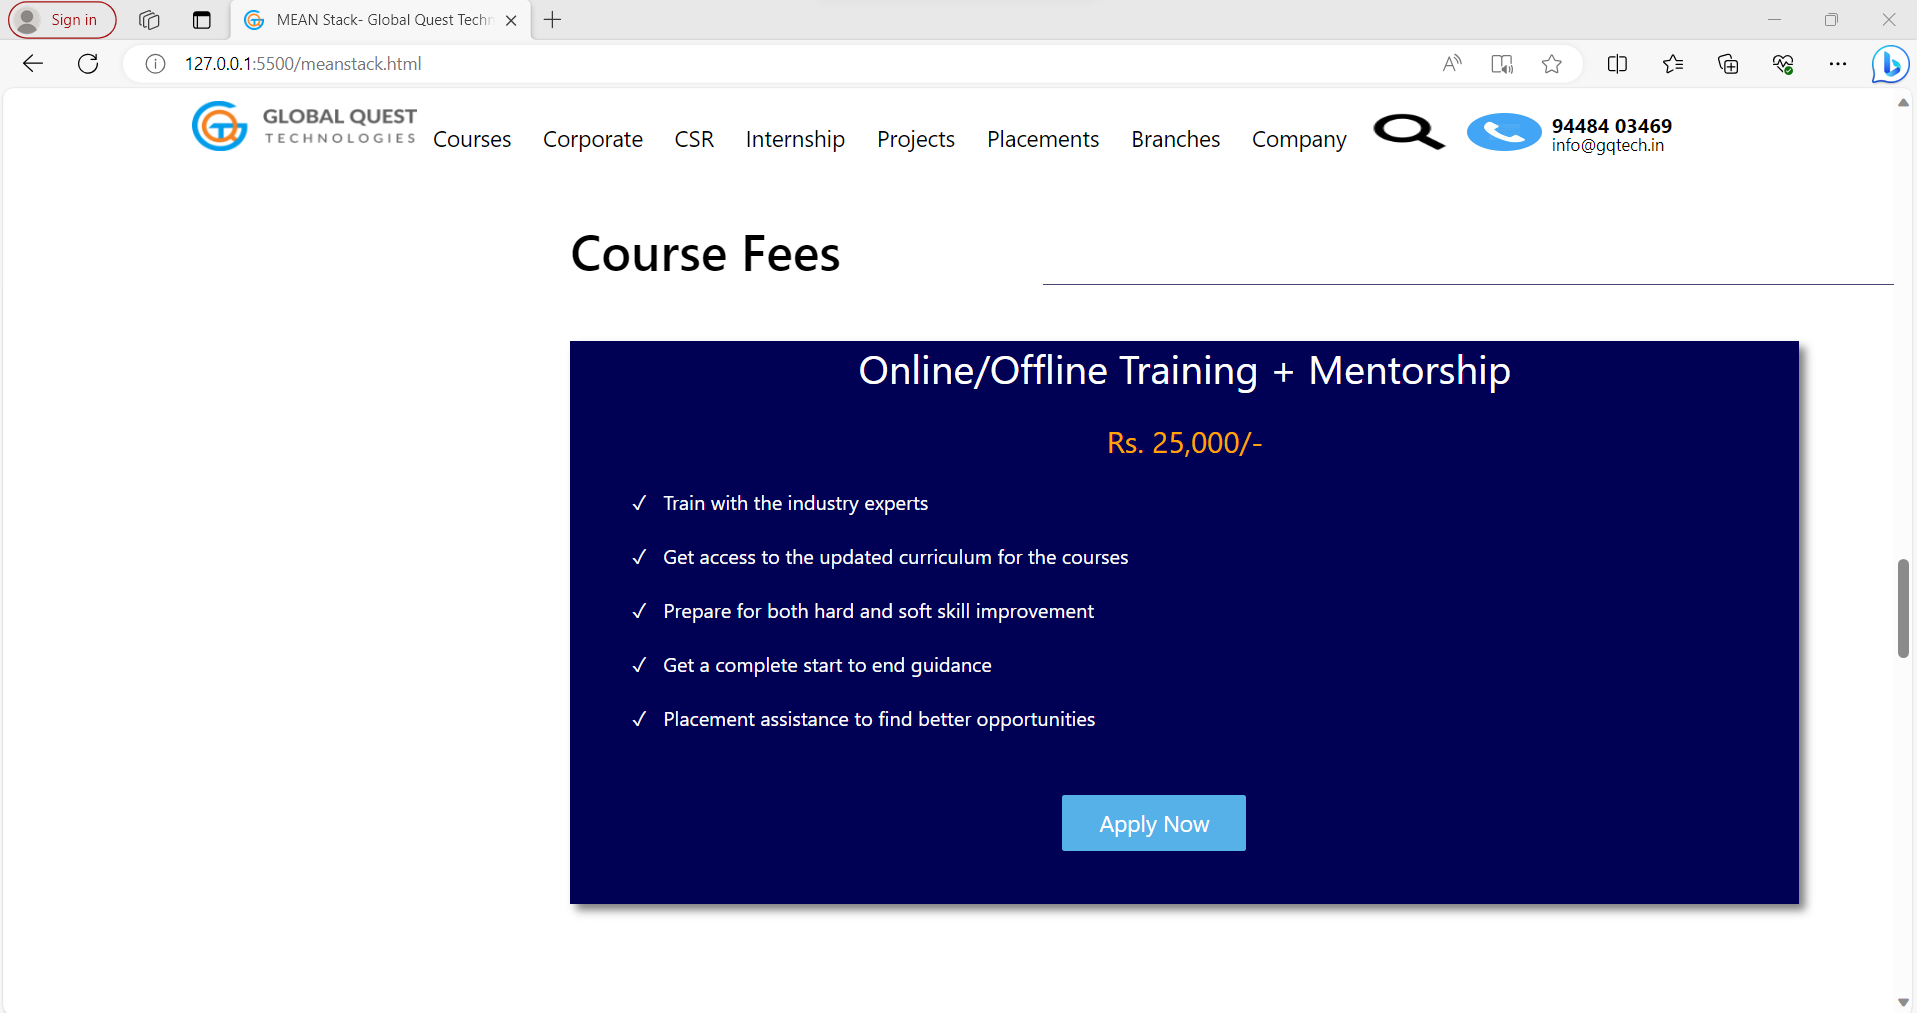 Sign in
MEAN Stack- Global Quest Techn
127.0.0.1:5500/meanstack.html
GLOBAL QUEST
TECHNOLOGIES
Courses Corporate CSR Internship Projects Placements Branches Company
94484 03469
info@gqtech.in
Course Fees
Online/Offline Training + Mentorship
Rs. 25,000/-
✓ Train with the industry experts
✓ Get access to the updated curriculum for the courses
✓ Prepare for both hard and soft skill improvement
✓ Get a complete start to end guidance
✓ Placement assistance to find better opportunities
Apply Now